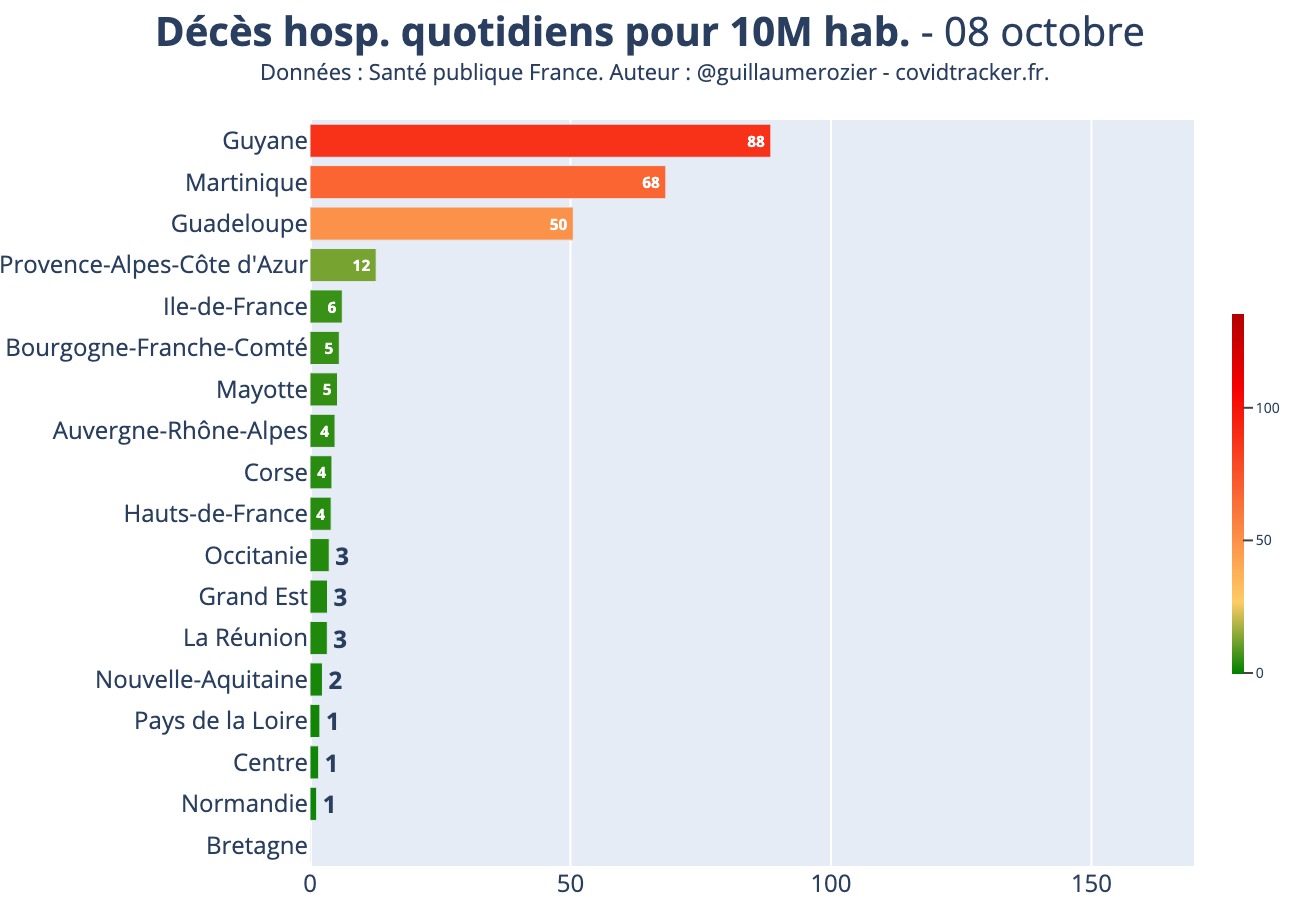 Décès hosp. quotidiens pour 10M hab. - 08 octobre
Données : Santé publique France. Auteur : @guillaumerozier - covidtracker.fr.
Guyane 88
Martinique 68
Guadeloupe 50
Provence-Alpes-Côte d'Azur 12
Ile-de-France 6
Bourgogne-Franche-Comté 5
Mayotte 5
Auvergne-Rhône-Alpes 4
Corse 4
Hauts-de-France 4
Occitanie 3
Grand Est 3
La Réunion 3
Nouvelle-Aquitaine 2
Pays de la Loire 1
Centre 1
Normandie 1
Bretagne
0 50 100 150
100
50
0